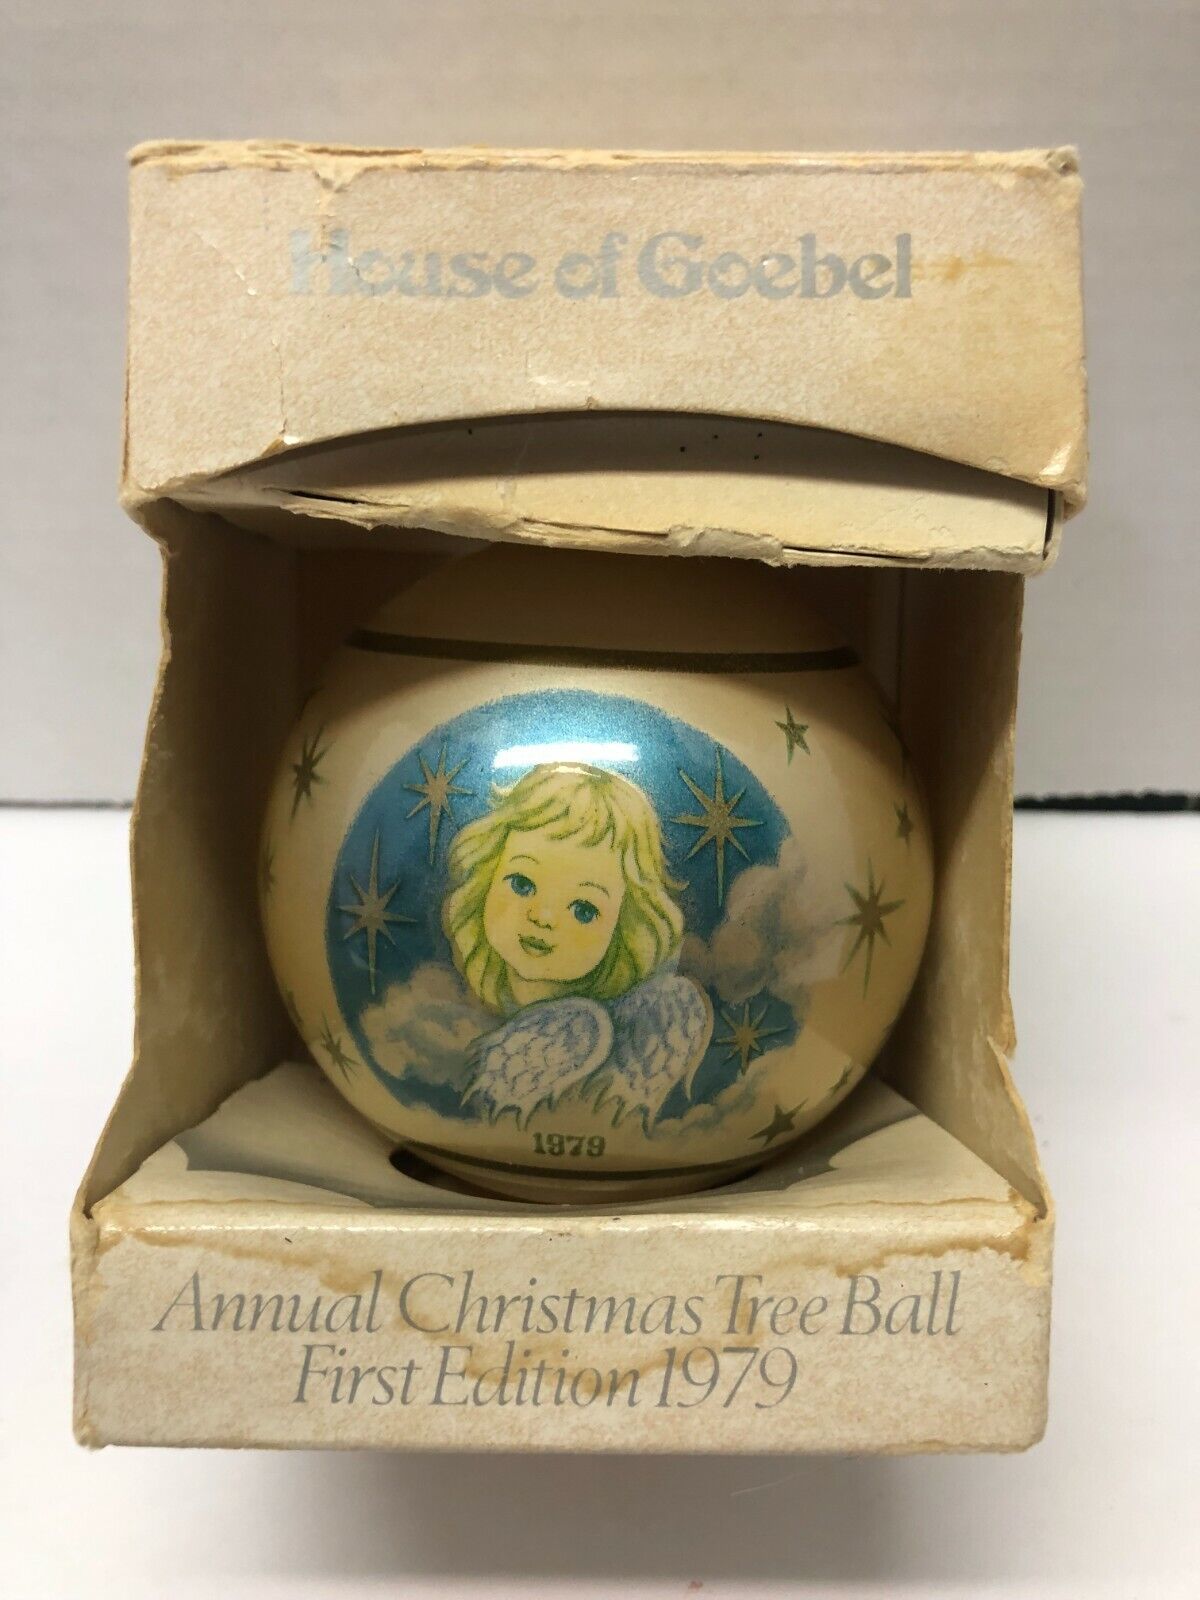 House of Goebel
1979
Annual Christmas Tree Ball
First Edition 1979